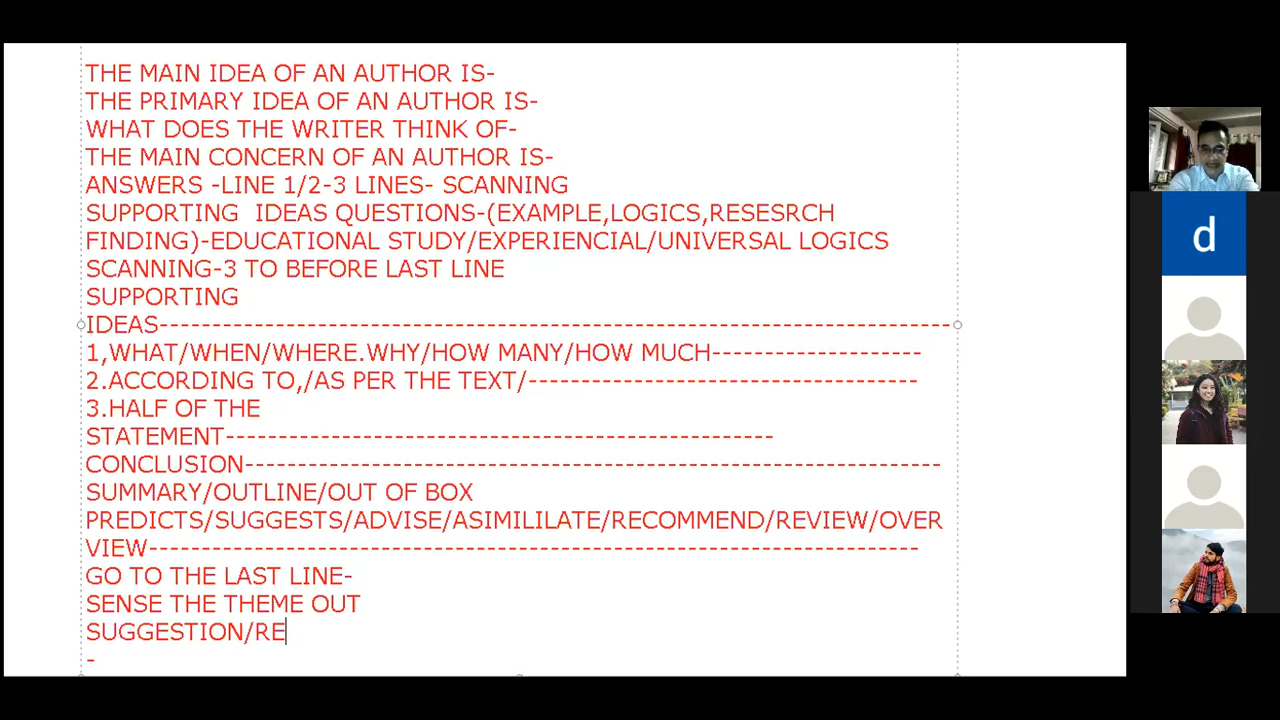 THE MAIN IDEA OF AN AUTHOR IS-
THE PRIMARY IDEA OF AN AUTHOR IS-
WHAT DOES THE WRITER THINK OF-
THE MAIN CONCERN OF AN AUTHOR IS-
ANSWERS -LINE 1/2-3 LINES- SCANNING
SUPPORTING  IDEAS QUESTIONS-(EXAMPLE,LOGICS,RESESRCH
FINDING)-EDUCATIONAL STUDY/EXPERIENCIAL/UNIVERSAL LOGICS
SCANNING-3 TO BEFORE LAST LINE
SUPPORTING
IDEAS------------------------------------------------------------------------------
1,WHAT/WHEN/WHERE.WHY/HOW MANY/HOW MUCH--------------------
2.ACCORDING TO,/AS PER THE TEXT/-------------------------------------
3.HALF OF THE
STATEMENT----------------------------------------------------
CONCLUSION------------------------------------------------------------------
SUMMARY/OUTLINE/OUT OF BOX
PREDICTS/SUGGESTS/ADVISE/ASIMILILATE/RECOMMEND/REVIEW/OVER
VIEW-------------------------------------------------------------------------
GO TO THE LAST LINE-
SENSE THE THEME OUT
SUGGESTION/RE
-
d